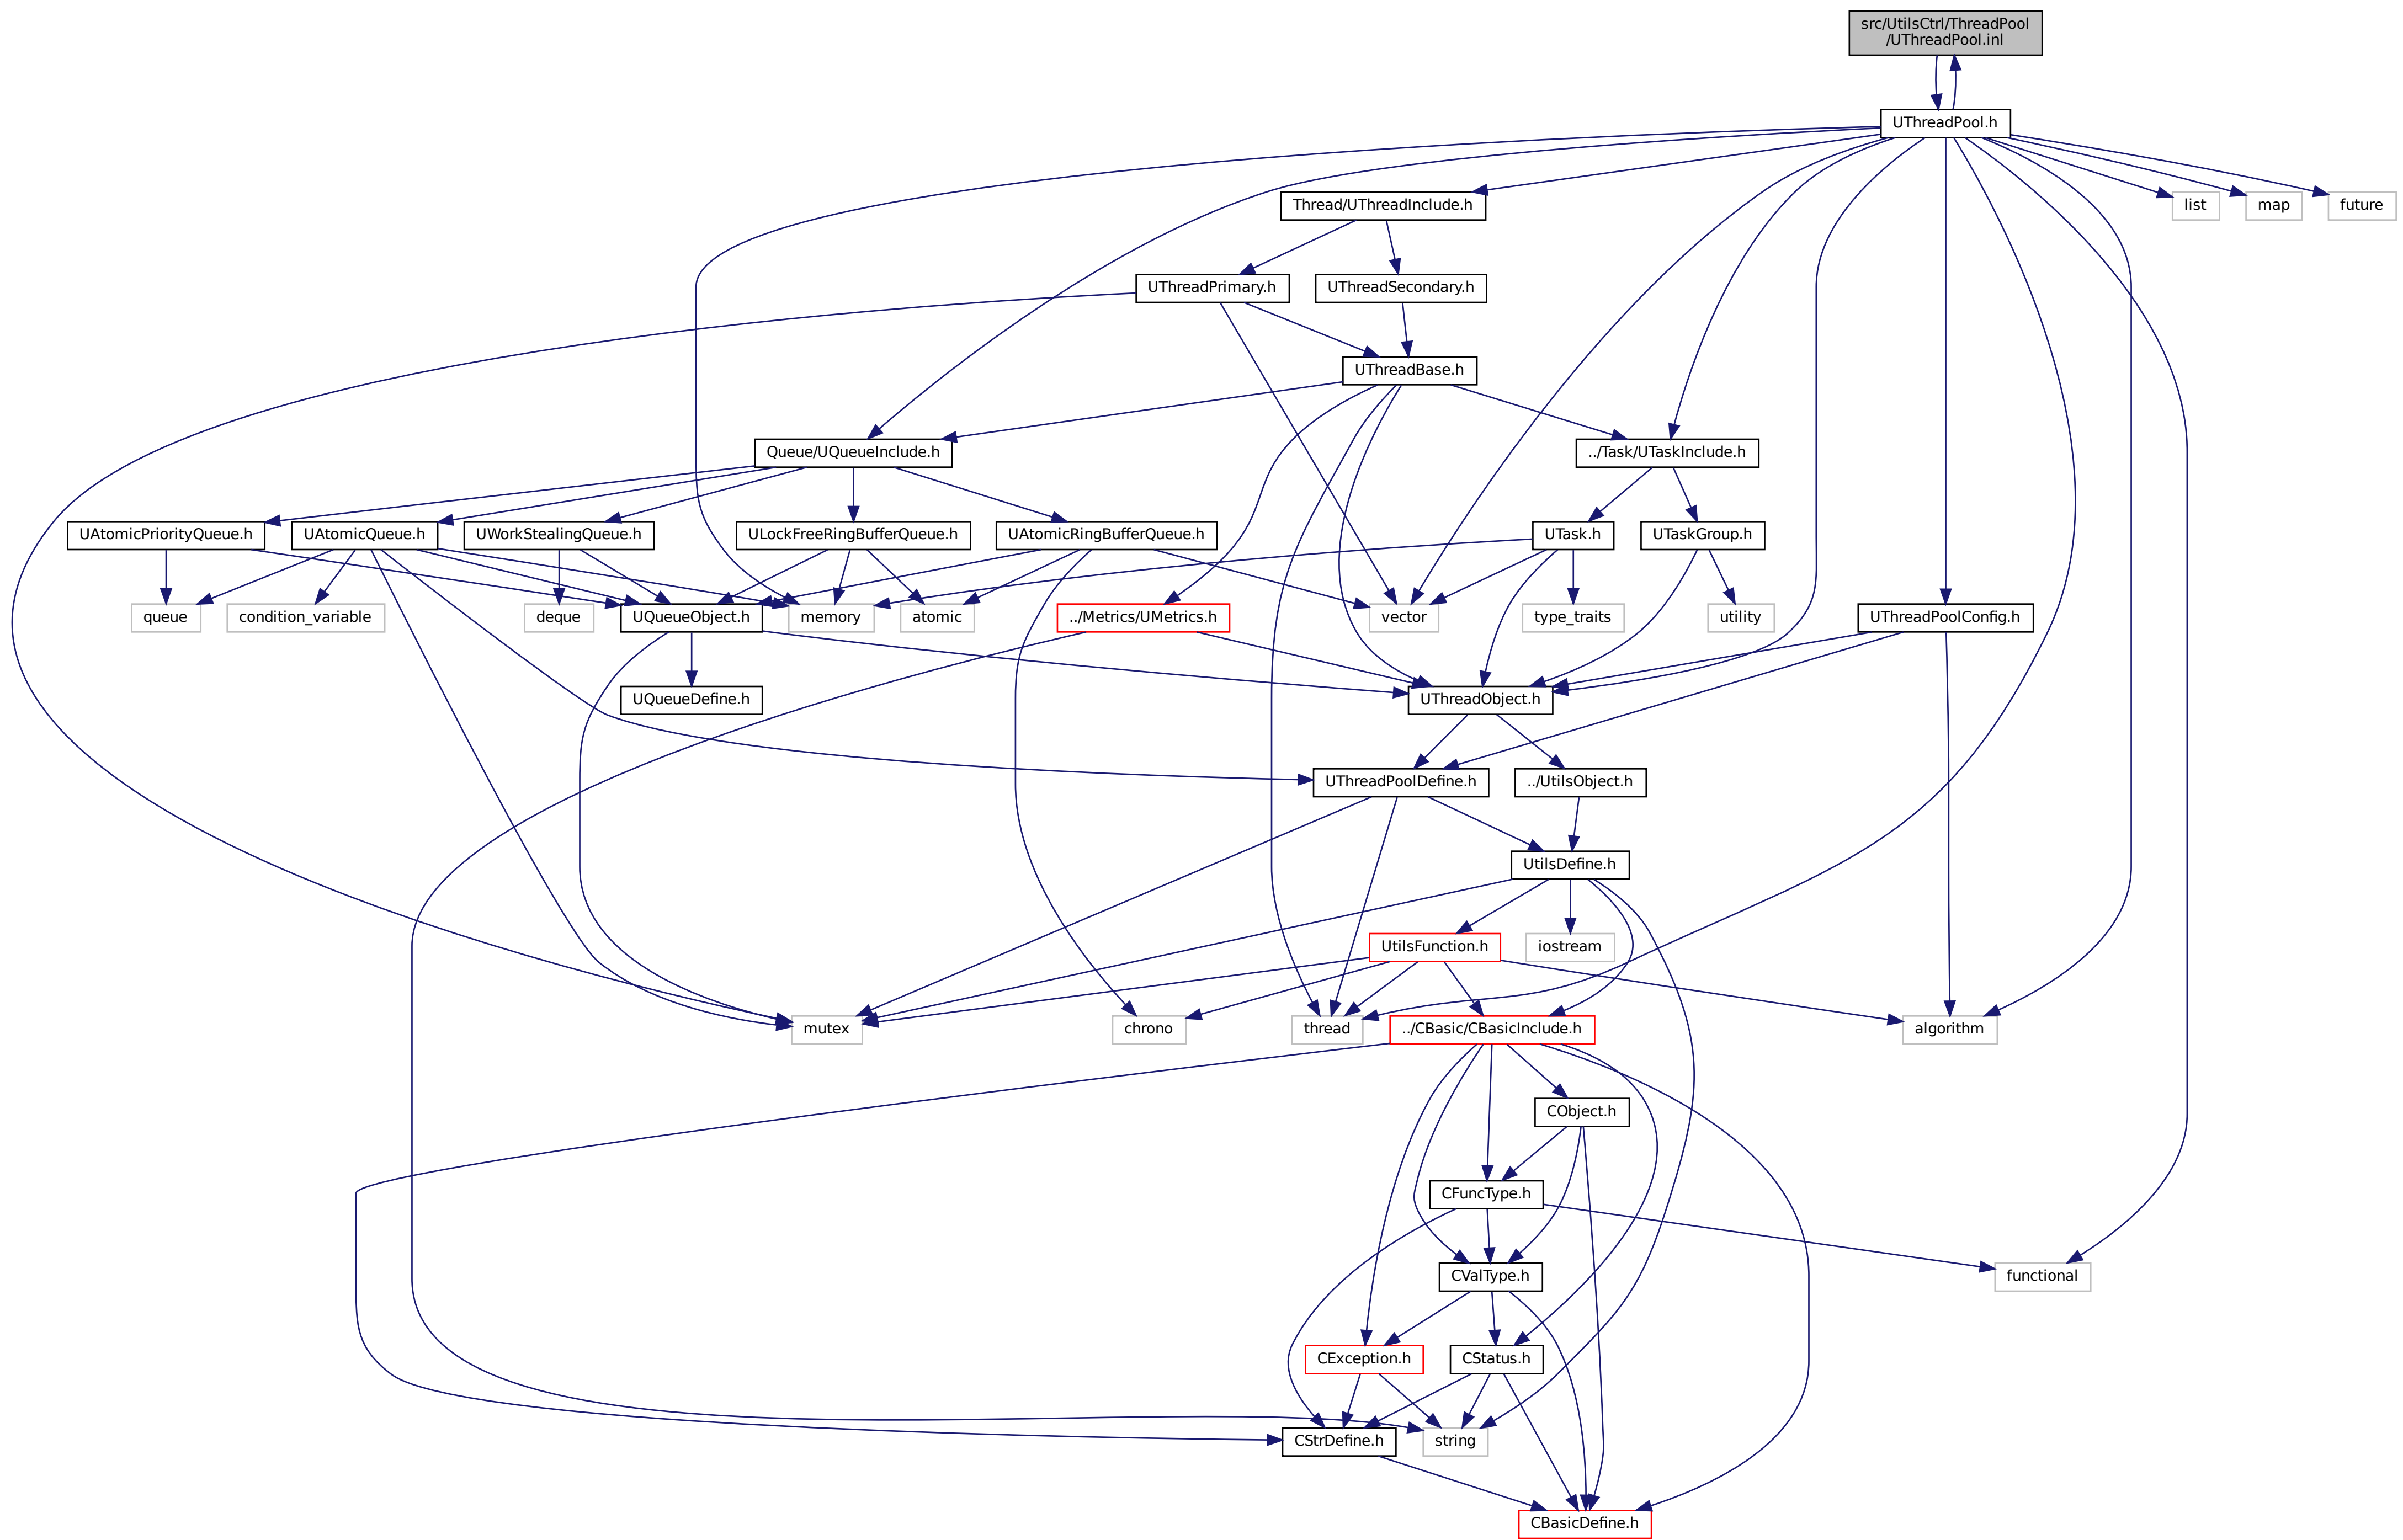 src/UtilsCtrl/ThreadPool
/UThreadPool.inl
UThreadPool.h
Thread/UThreadInclude.h
list
map
future
UThreadPrimary.h
UThreadSecondary.h
UThreadBase.h
Queue/UQueueInclude.h
../Task/UTaskInclude.h
UAtomicPriorityQueue.h
UAtomicQueue.h
UWorkStealingQueue.h
ULockFreeRingBufferQueue.h
UAtomicRingBufferQueue.h
UTask.h
UTaskGroup.h
queue
condition_variable
deque
UQueueObject.h
memory
atomic
../Metrics/UMetrics.h
vector
type_traits
utility
UThreadPoolConfig.h
UQueueDefine.h
UThreadObject.h
UThreadPoolDefine.h
../UtilsObject.h
UtilsDefine.h
UtilsFunction.h
iostream
mutex
chrono
thread
../CBasic/CBasicInclude.h
algorithm
CObject.h
CFuncType.h
CValType.h
functional
CException.h
CStatus.h
CStrDefine.h
string
CBasicDefine.h